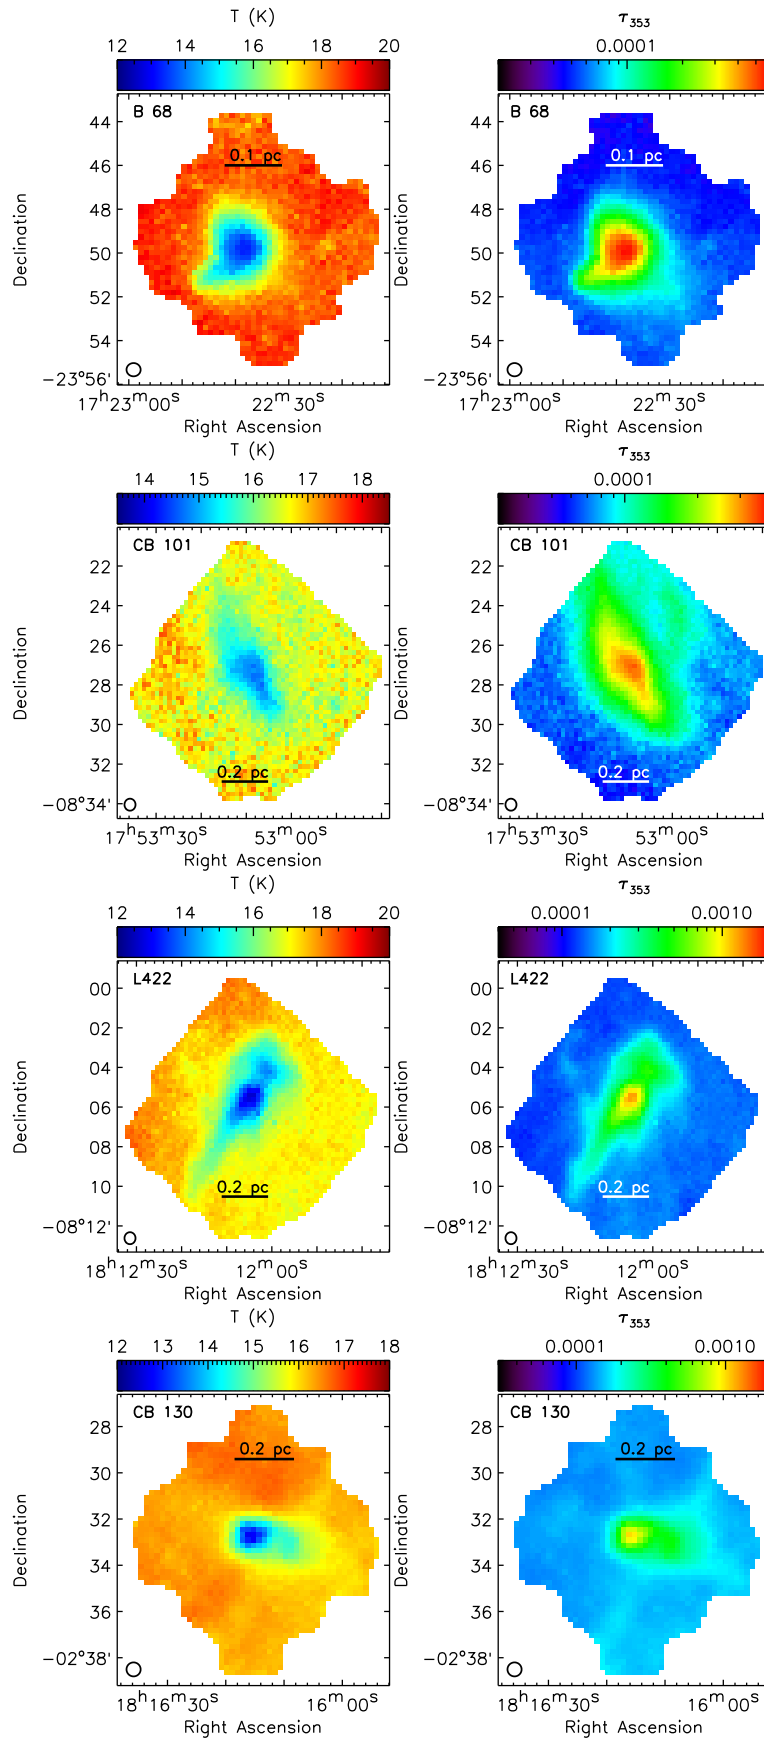 T (K) τ353
12 14 16 18 20 0.0001
B 68 B 68
44
46 0.1 pc 0.1 pc
48
50
52
54
−23°56' −23°56'
Declination Declination
17h23m00s 22m30s 17h23m00s 22m30s
Right Ascension Right Ascension
T (K) τ353
14 15 16 17 18 0.0001
CB 101 CB 101
22 22
24 24
26 26
28 28
30 30
32 0.2 pc 32 0.2 pc
−08°34' −08°34'
Declination Declination
17h53m30s 53m00s 17h53m30s 53m00s
Right Ascension Right Ascension
T (K) τ353
12 14 16 18 20 0.0001 0.0010
L422 L422
00 00
02 02
04 04
06 06
08 08
10 0.2 pc 10 0.2 pc
−08°12' −08°12'
Declination Declination
18h12m30s 12m00s 18h12m30s 12m00s
Right Ascension Right Ascension
T (K) τ353
12 13 14 15 16 17 18 0.0001 0.0010
CB 130 CB 130
28 0.2 pc 28 0.2 pc
30 30
32 32
34 34
36 36
−02°38' −02°38'
Declination Declination
18h16m30s 16m00s 18h16m30s 16m00s
Right Ascension Right Ascension